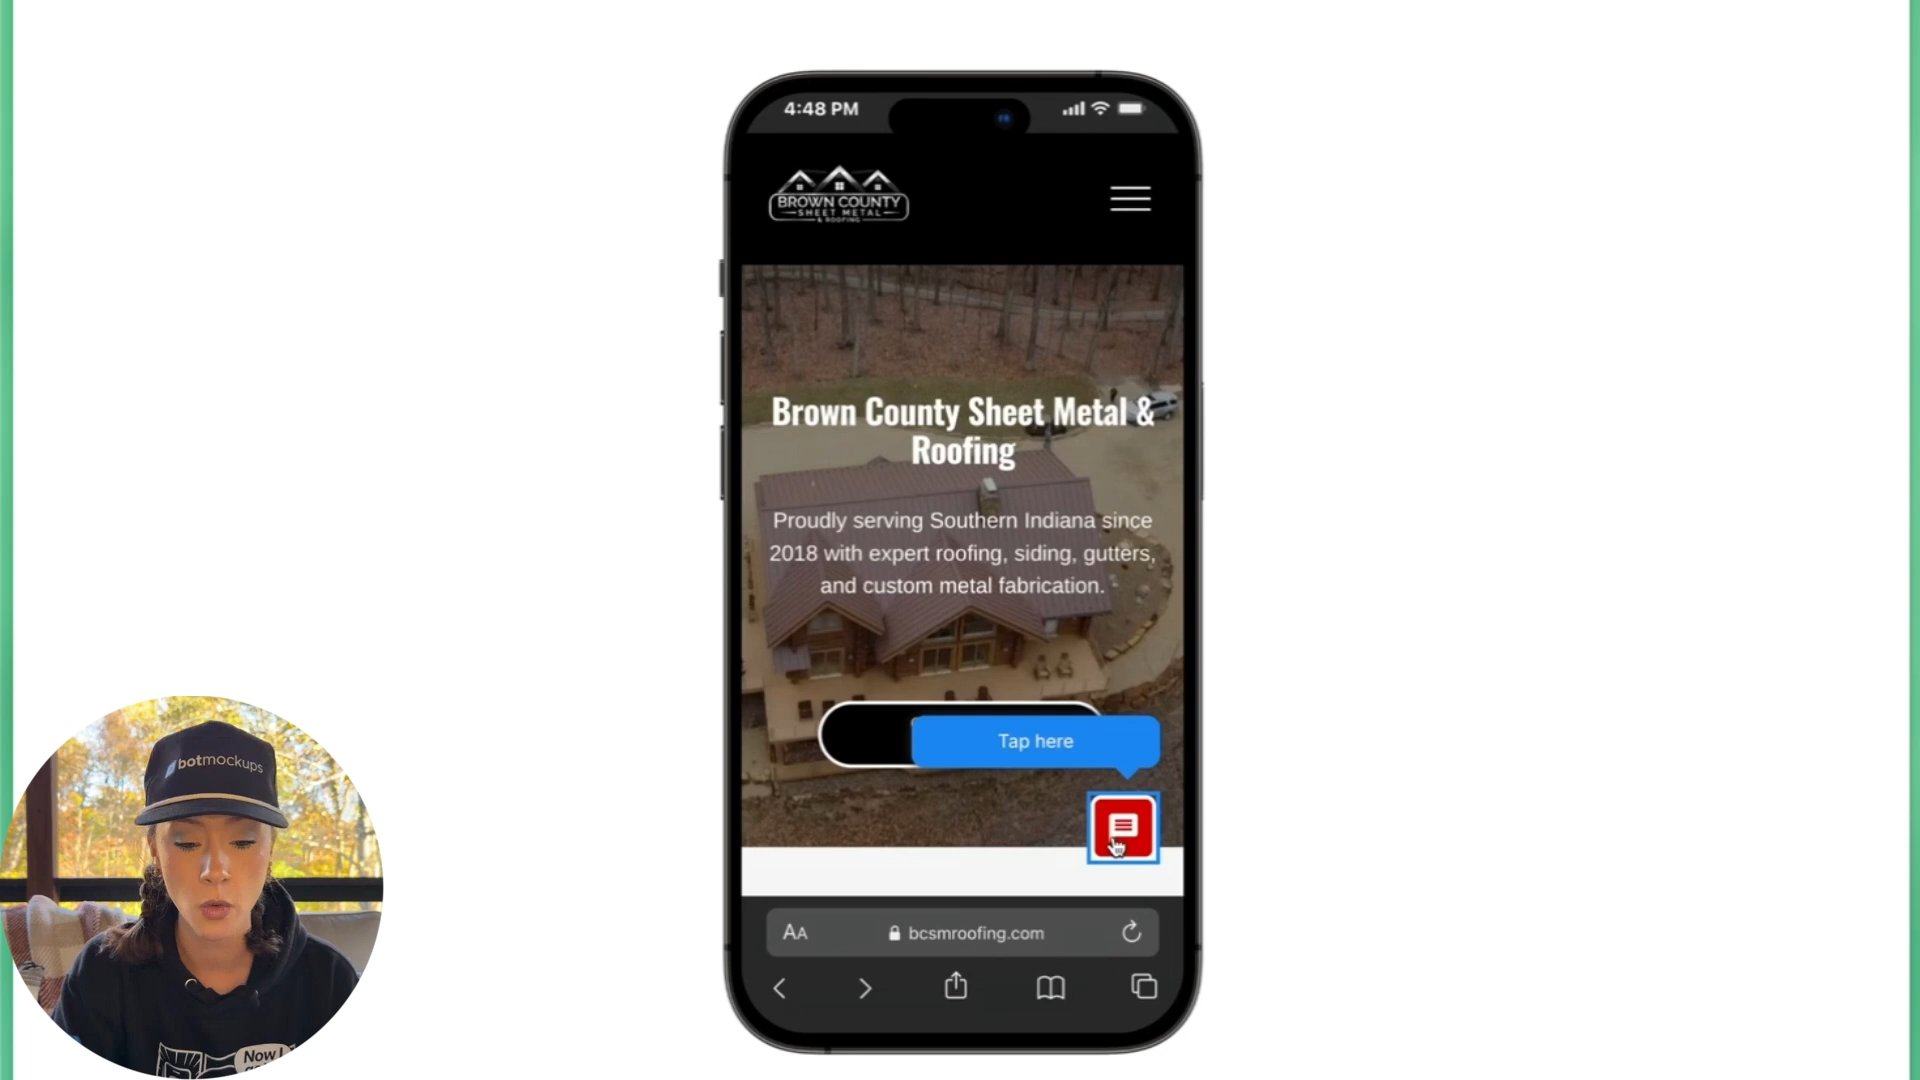 4:48 PM
BROWN COUNTY
SHEET METAL
& ROOFING
Brown County Sheet Metal &
Roofing
Proudly serving Southern Indiana since
2018 with expert roofing, siding, gutters,
and custom metal fabrication.
Tap here
botmockups
AA
bcsmroofing.com
Now I